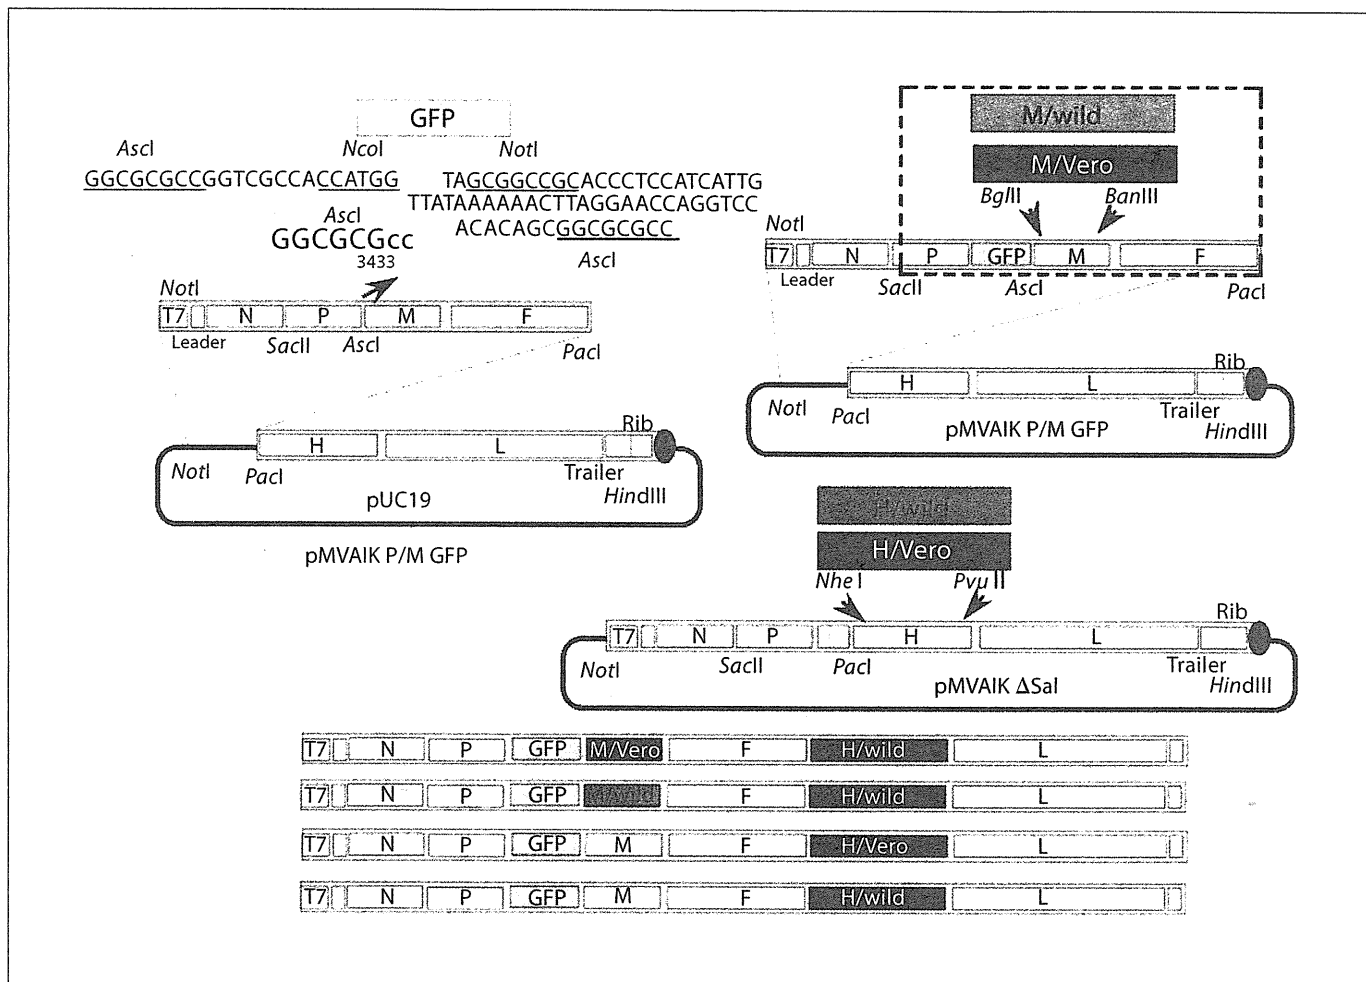 GFP
AscI NcoI NotI
GGCGCGCCGGTCGCCACCATGG
TAGCGGCCGCACCCTCCATCATTG
TTATAAAAAACTTAGGAACCAGGTCC
ACACAGCGGCGCGCC
AscI
AscI
GGCGCGcc
3433
NotI
T7 N P M F
Leader SacII AscI PacI
H L Rib
NotI PacI Trailer HindIII
pUC19
pMVAIK P/M GFP
M/wild
M/Vero
BglII BanIII
NotI
T7 N P GFP M F
Leader SacII AscI PacI
H L Rib
NotI PacI Trailer HindIII
pMVAIK P/M GFP
H/wild
H/Vero
NheI PvuII
T7 N P H L Rib
NotI SacII PacI Trailer HindIII
pMVAIK ΔSal
T7 N P GFP M/Vero F H/wild L
T7 N P GFP M/wild F H/wild L
T7 N P GFP M F H/Vero L
T7 N P GFP M F H/wild L